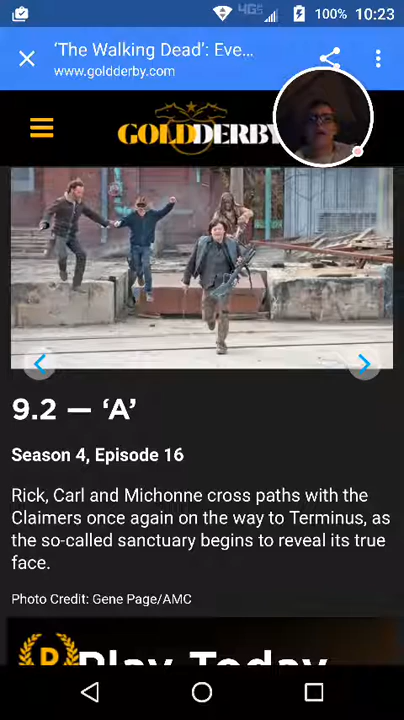 4G
100% 10:23
‘The Walking Dead’: Eve...
www.goldderby.com
GOLDDERBY
9.2 — ‘A’
Season 4, Episode 16
Rick, Carl and Michonne cross paths with the
Claimers once again on the way to Terminus, as
the so-called sanctuary begins to reveal its true
face.
Photo Credit: Gene Page/AMC
D Play Today